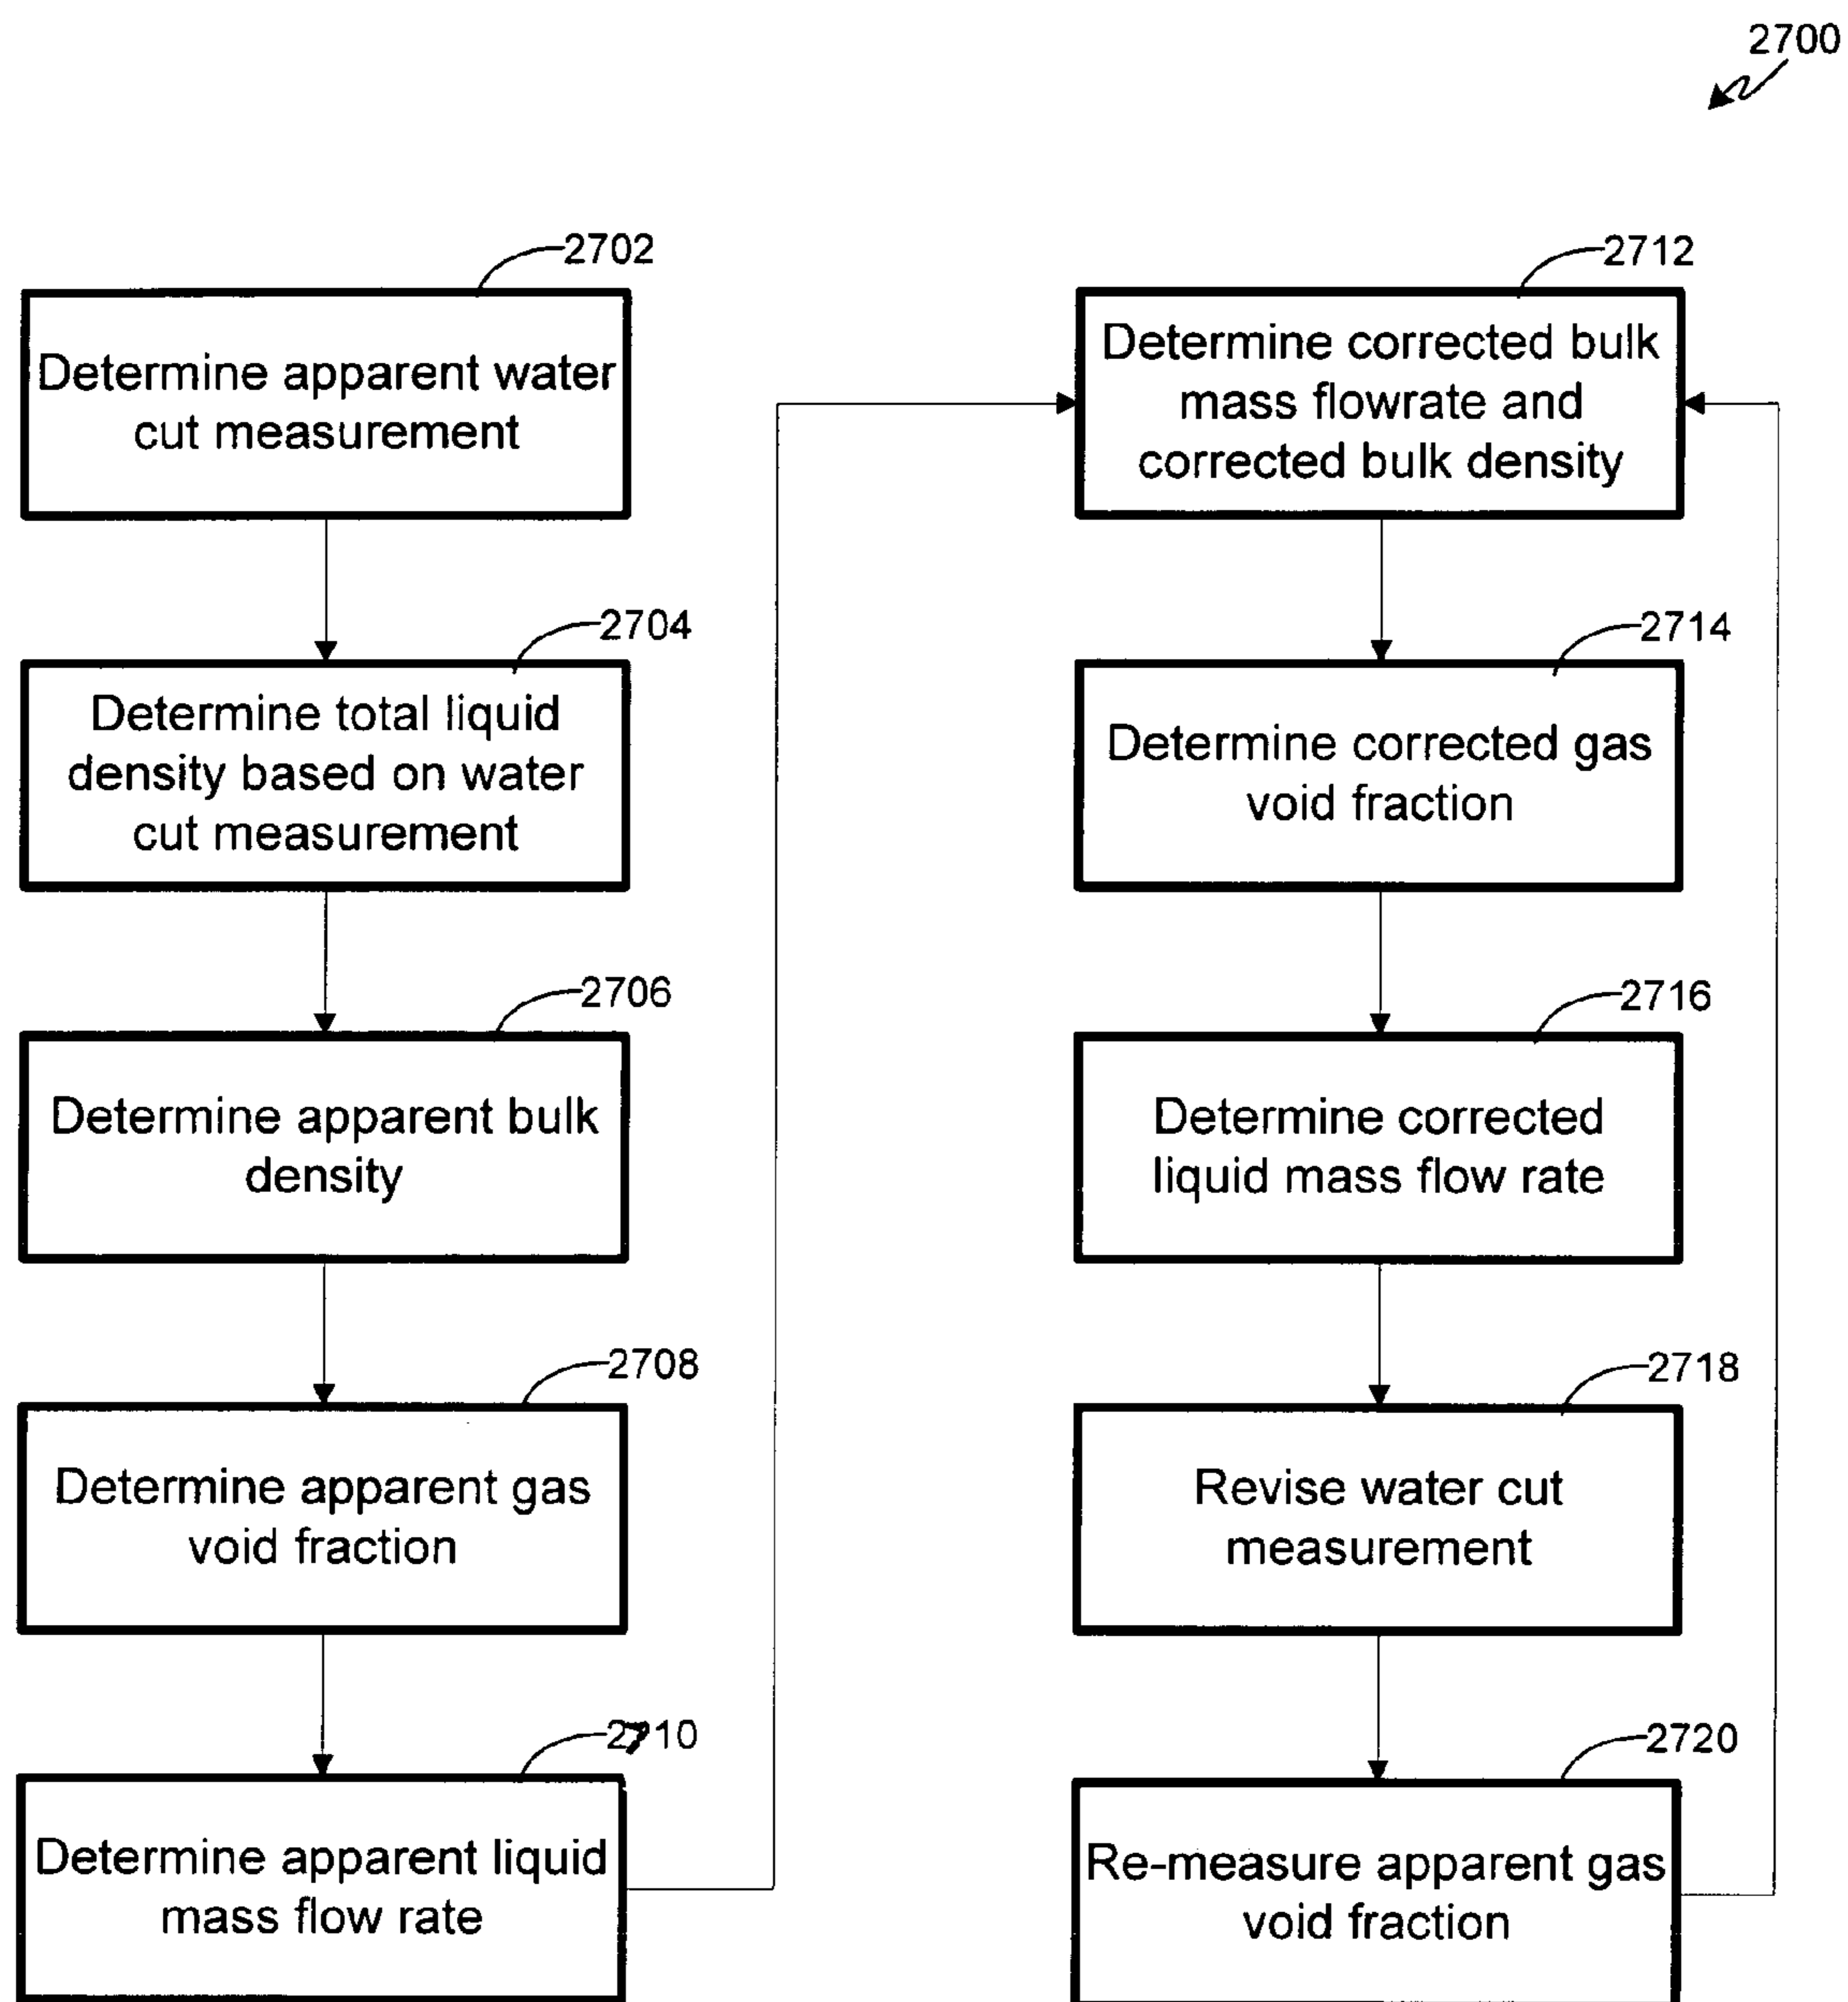 2700
2702
Determine apparent water
cut measurement
2704
Determine total liquid
density based on water
cut measurement
2706
Determine apparent bulk
density
2708
Determine apparent gas
void fraction
2710
Determine apparent liquid
mass flow rate
2712
Determine corrected bulk
mass flowrate and
corrected bulk density
2714
Determine corrected gas
void fraction
2716
Determine corrected
liquid mass flow rate
2718
Revise water cut
measurement
2720
Re-measure apparent gas
void fraction